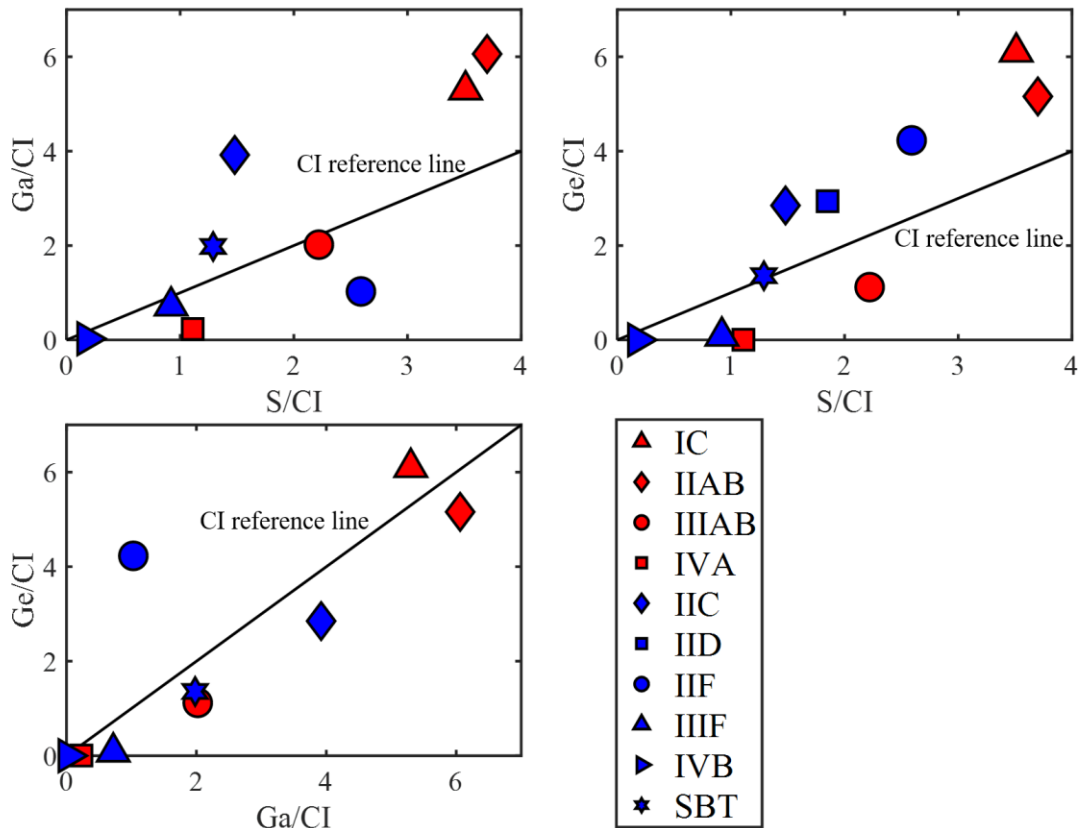 6
4
2
0
Ga/CI
CI reference line
0 1 2 3 4
S/CI
6
4
2
0
Ge/CI
CI reference line
0 1 2 3 4
S/CI
6
4
2
0
Ge/CI
CI reference line
0 2 4 6
Ga/CI
IC
IIAB
IIIAB
IVA
IIC
IID
IIF
IIIF
IVB
SBT